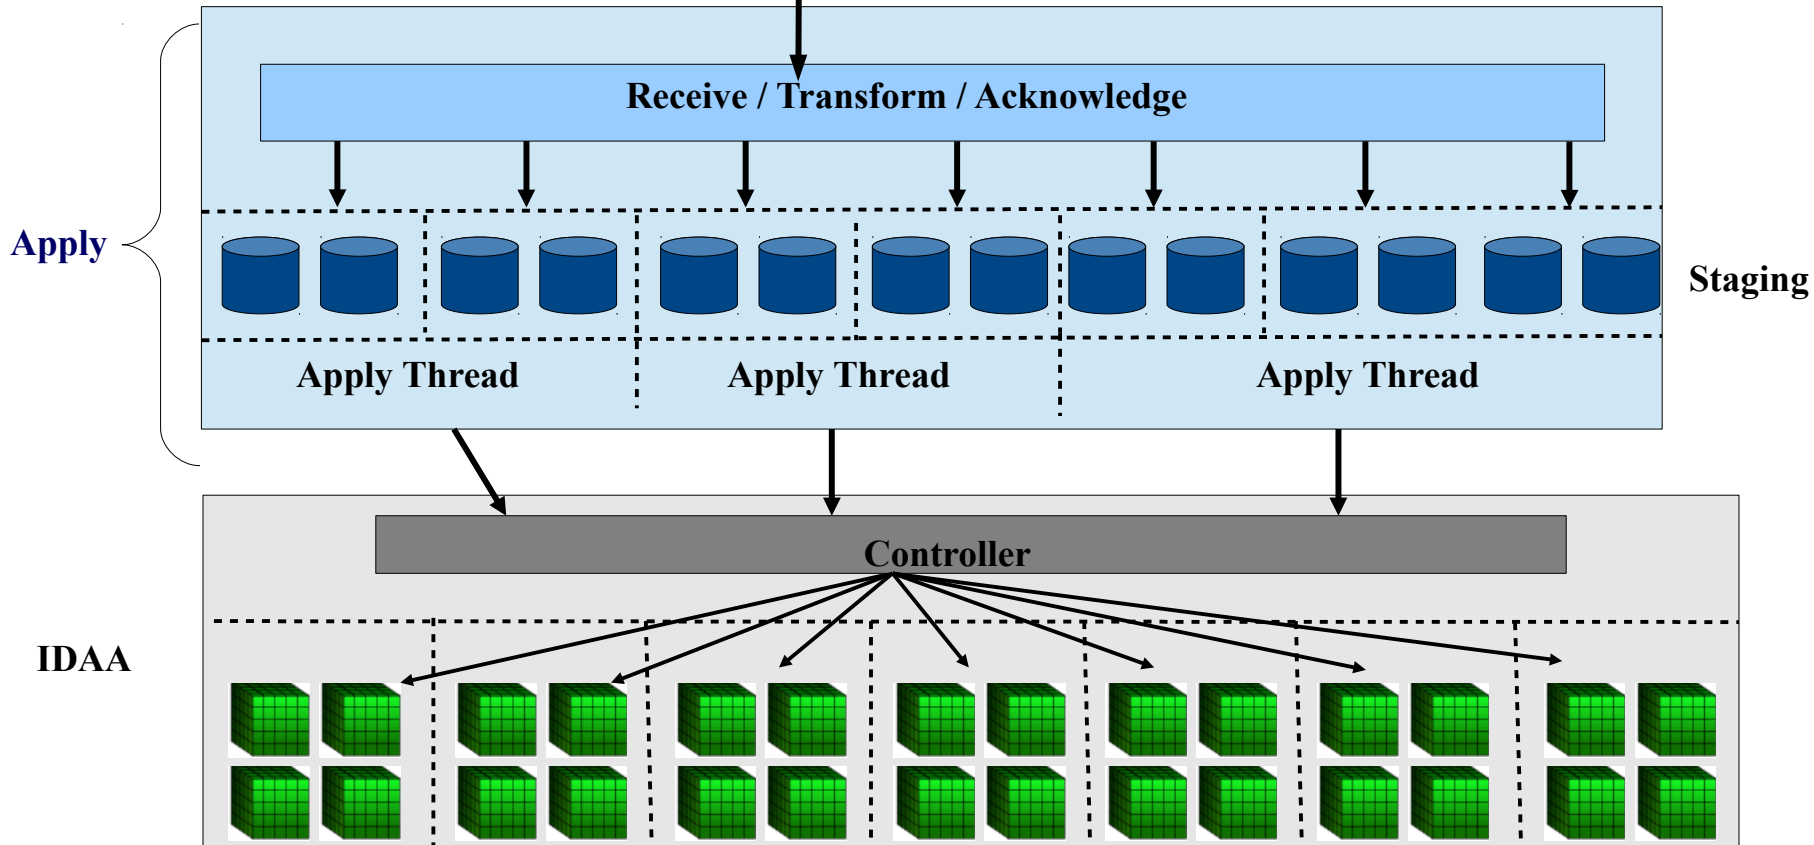 Receive / Transform / Acknowledge
Apply
Staging
Apply Thread
Apply Thread
Apply Thread
Controller
IDAA